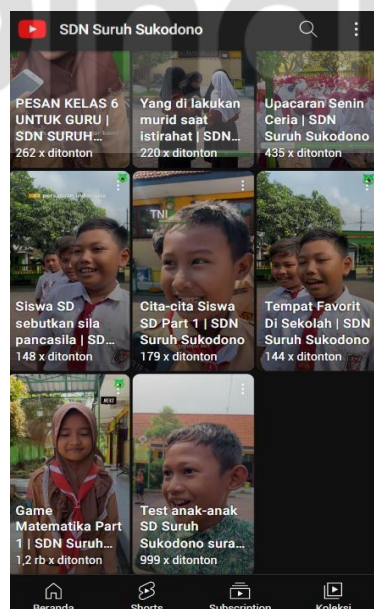 SDN Suruh Sukodono
PESAN KELAS 6
UNTUK GURU |
SDN SURUH...
262 x ditonton
Yang di lakukan
murid saat
istirahat | SDN...
220 x ditonton
Upacaran Senin
Ceria | SDN
Suruh Sukodono
435 x ditonton
Siswa SD
sebutkan sila
pancasila | SD...
148 x ditonton
TNI
Cita-cita Siswa
SD Part 1 | SDN
Suruh Sukodono
179 x ditonton
Tempat Favorit
Di Sekolah | SDN
Suruh Sukodono
144 x ditonton
NEXT
Game
Matematika Part
1 | SDN Suruh...
1,2 rb x ditonton
Test anak-anak
SD Suruh
Sukodono sura...
999 x ditonton
Beranda
Shorts
Subscription
Koleksi